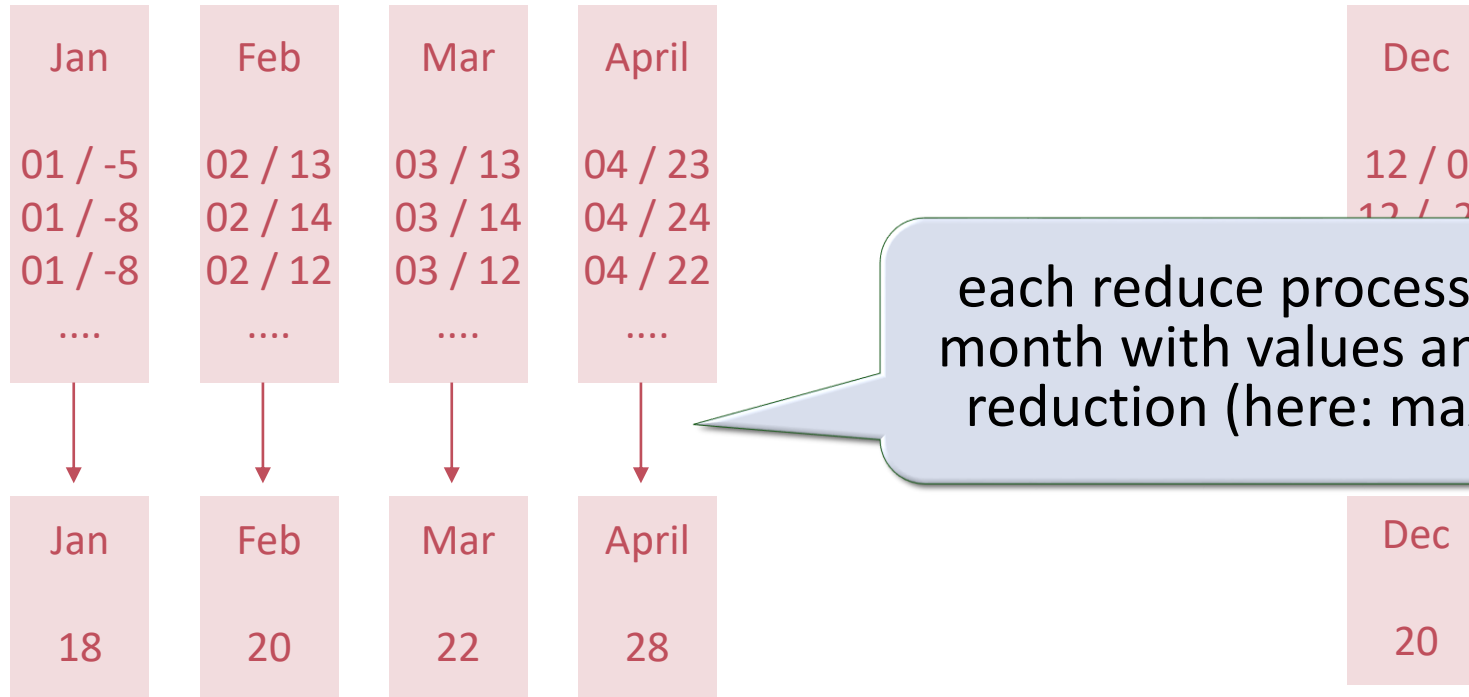 Jan
01 / -5
01 / -8
01 / -8
....
Feb
02 / 13
02 / 14
02 / 12
....
Mar
03 / 13
03 / 14
03 / 12
....
April
04 / 23
04 / 24
04 / 22
....
Dec
12 / 0
each reduce process
month with values
reduction (here:
Jan
18
Feb
20
Mar
22
April
28
Dec
20